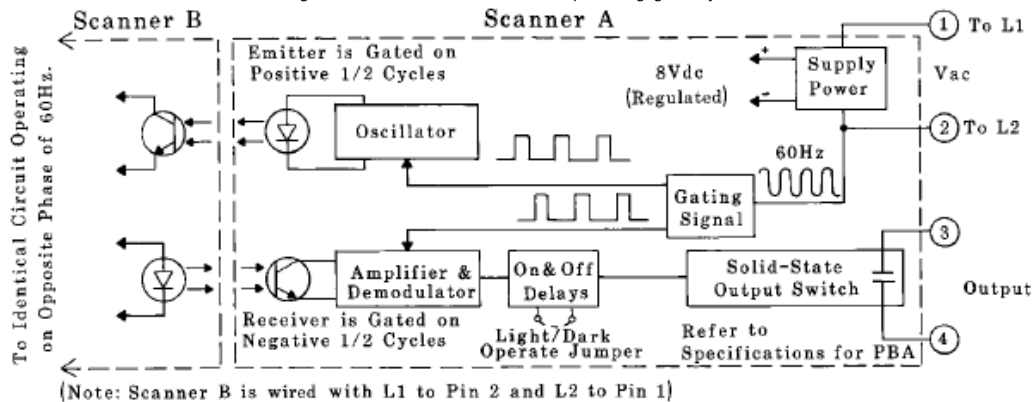 Scanner B
Scanner A
To Identical Circuit Operating
on Opposite Phase of 60Hz.
Emitter is Gated on
Positive 1/2 Cycles
Oscillator
8Vdc
(Regulated)
+
-
Supply
Power
1 To L1
Vac
2 To L2
60Hz
Gating
Signal
3
Amplifier &
Demodulator
On & Off
Delays
Solid-State
Output Switch
Output
Receiver is Gated on
Negative 1/2 Cycles
Light/Dark
Operate Jumper
Refer to
Specifications for PBA
4
(Note: Scanner B is wired with L1 to Pin 2 and L2 to Pin 1)